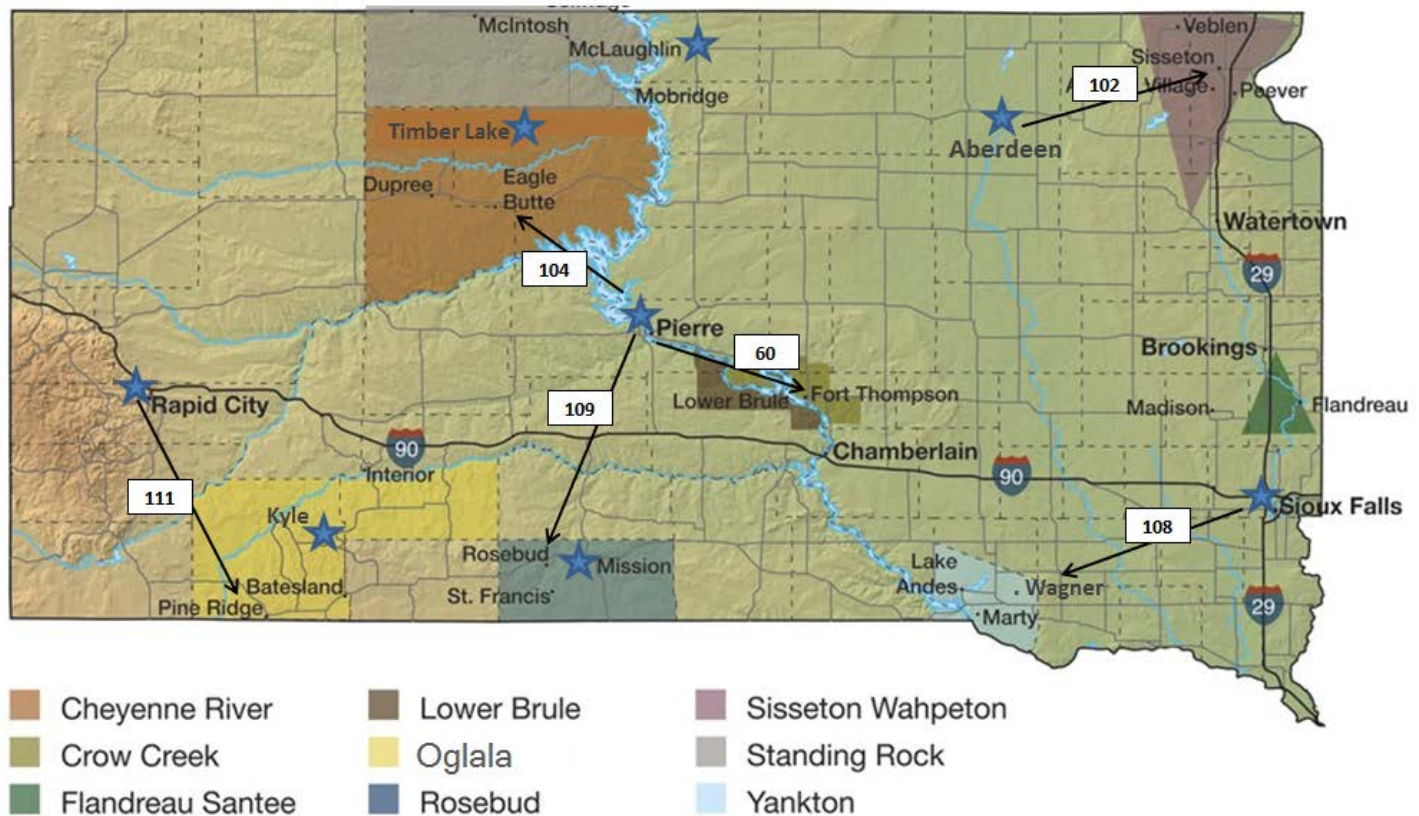 McIntosh
McLaughlin
Mobridge
Timber Lake
Dupree
Eagle
Butte
104
Veblen
Sisseton
102
Village
Peever
Aberdeen
Watertown
29
Pierre
60
Brookings
Lower Brule
Fort Thompson
Madison
Flandreau
Rapid City
109
90
Interior
Chamberlain
90
111
Kyle
Sioux Falls
108
Rosebud
Mission
St. Francis
Batesland
Pine Ridge
Lake
Andes
Wagner
Marty
29
Cheyenne River
Crow Creek
Flandreau Santee
Lower Brule
Oglala
Rosebud
Sisseton Wahpeton
Standing Rock
Yankton